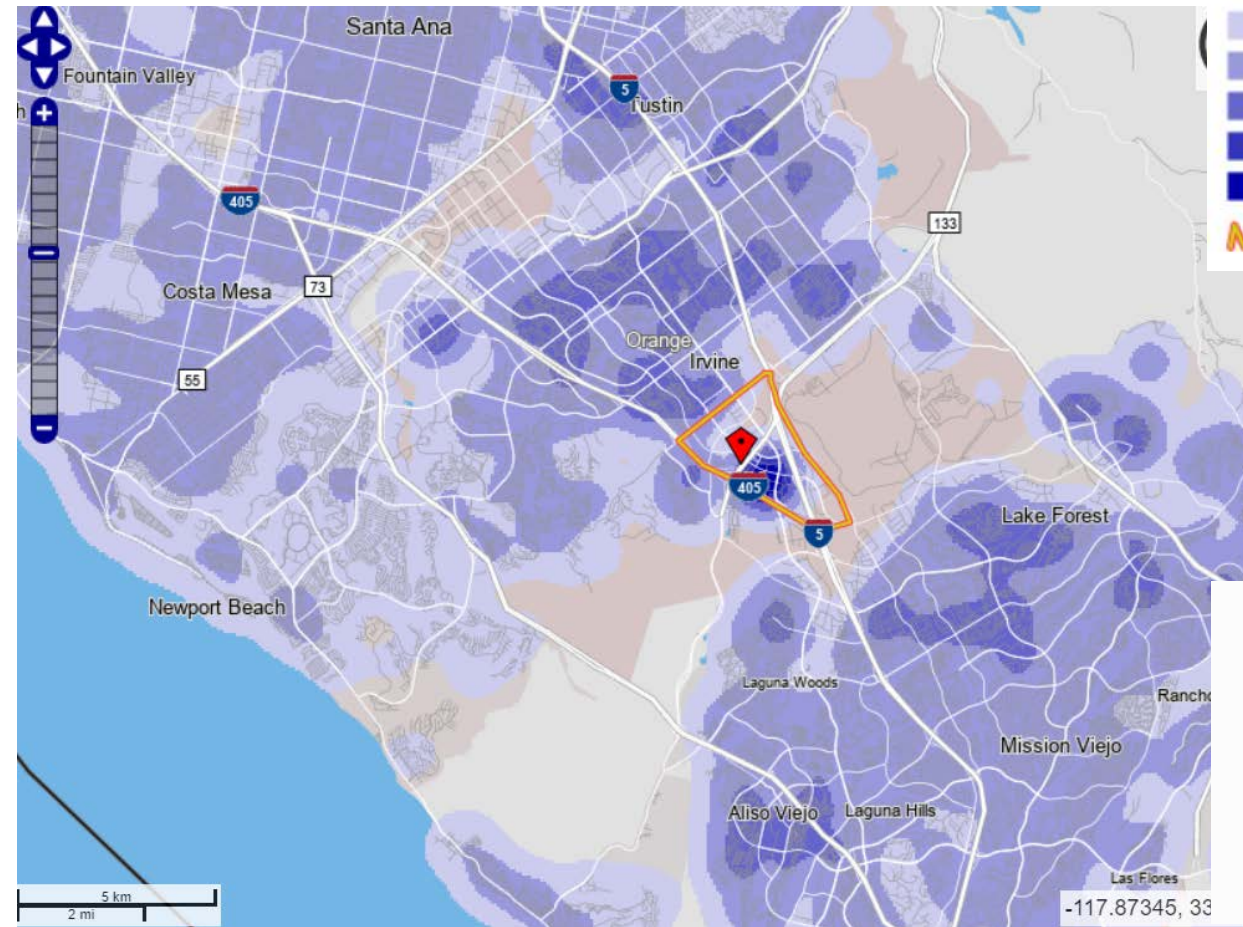 Santa Ana
Fountain Valley
5
Tustin
405
133
Costa Mesa
73
Orange
Irvine
55
405
5
Lake Forest
Newport Beach
Laguna Woods
Mission Viejo
Aliso Viejo
Laguna Hills
Las Flores
5 km
2 mi
-117.87345, 33